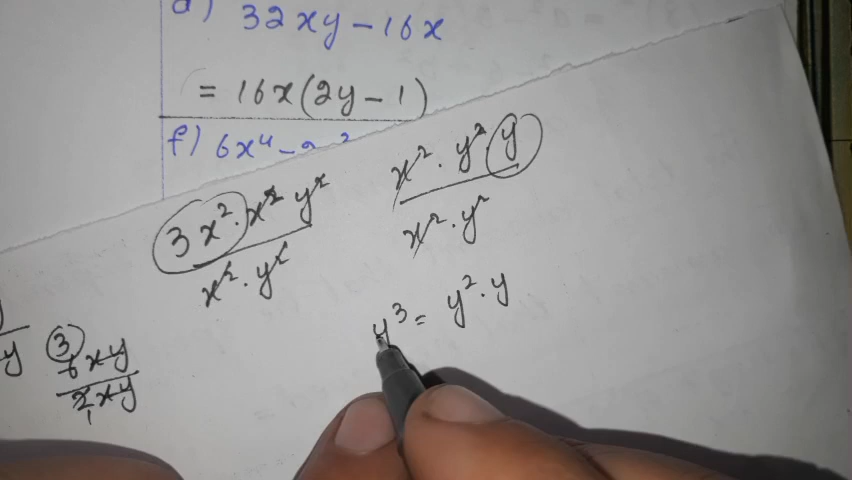 d) 32xy - 16x
= 16x(2y - 1)
f) 6x⁴ -
3x² · x² y² / x² · y²
x² · y² y / x² · y²
y³ = y² · y
y
3
6xy / 2xy
1